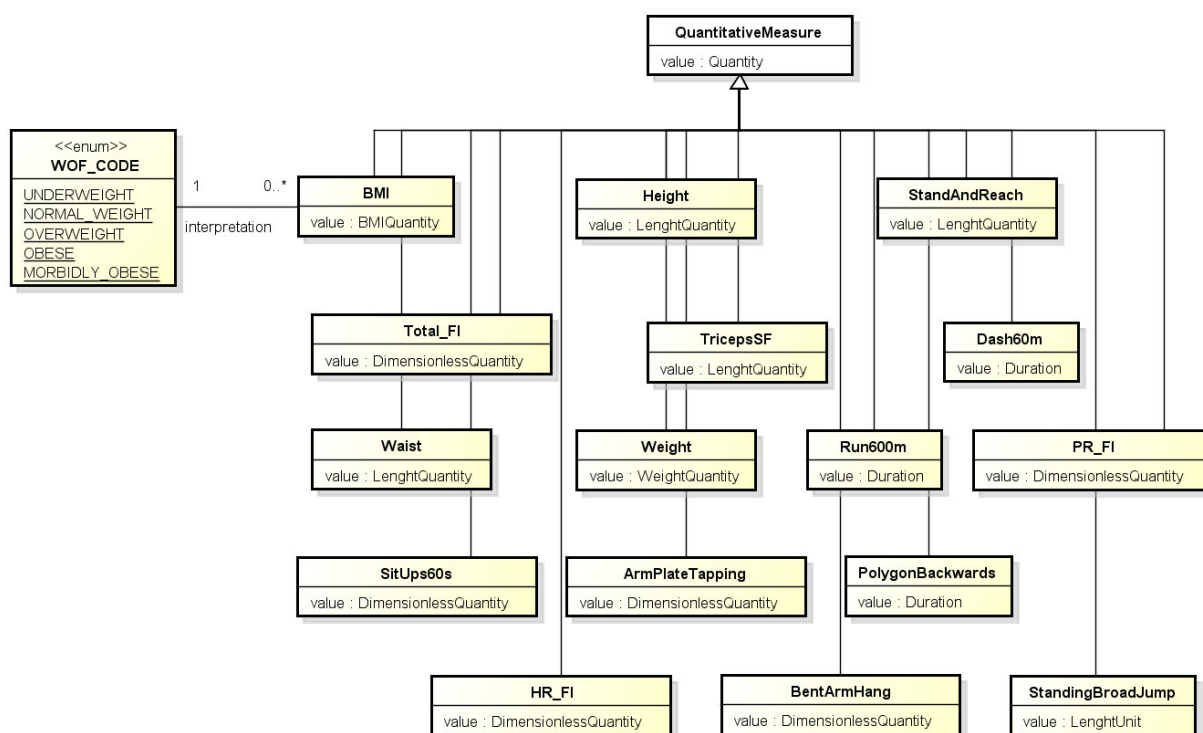 QuantitativeMeasure
value : Quantity
<<enum>>
WOF_CODE
UNDERWEIGHT
NORMAL_WEIGHT
OVERWEIGHT
OBESE
MORBIDLY_OBESE
1
0..*
interpretation
BMI
value : BMIQuantity
Height
value : LenghtQuantity
StandAndReach
value : LenghtQuantity
Total_FI
value : DimensionlessQuantity
TricepsSF
value : LenghtQuantity
Dash60m
value : Duration
Waist
value : LenghtQuantity
Weight
value : WeightQuantity
Run600m
value : Duration
PR_FI
value : DimensionlessQuantity
SitUps60s
value : DimensionlessQuantity
ArmPlateTapping
value : DimensionlessQuantity
PolygonBackwards
value : Duration
HR_FI
value : DimensionlessQuantity
BentArmHang
value : DimensionlessQuantity
StandingBroadJump
value : LenghtUnit